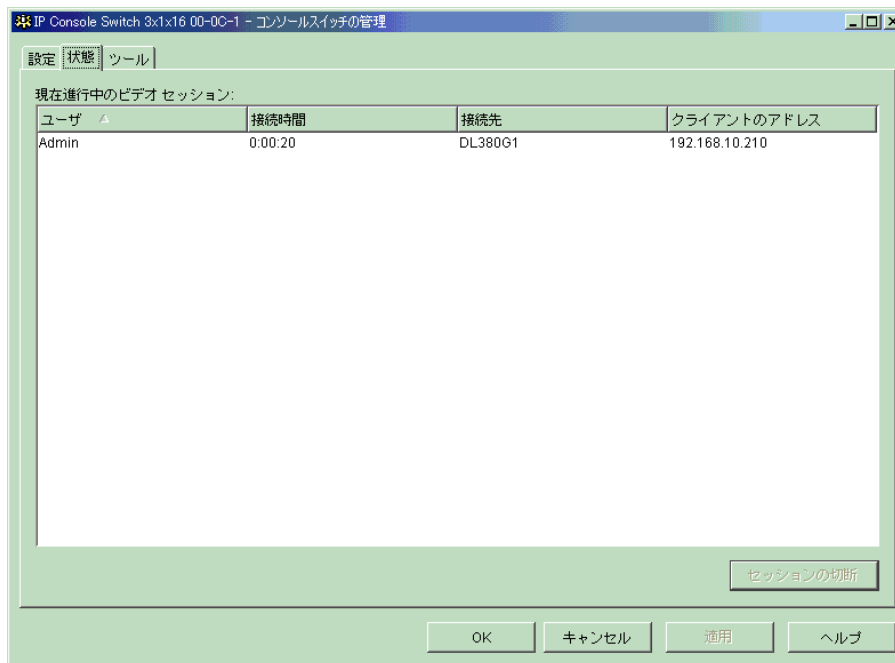 IP Console Switch 3x1x16 00-0C-1 - コンソールスイッチの管理
設定 状態 ツール
現在進行中のビデオ セッション:
ユーザ 接続時間 接続先 クライアントのアドレス
Admin 0:00:20 DL380G1 192.168.10.210
セッションの切断
OK キャンセル 適用 ヘルプ